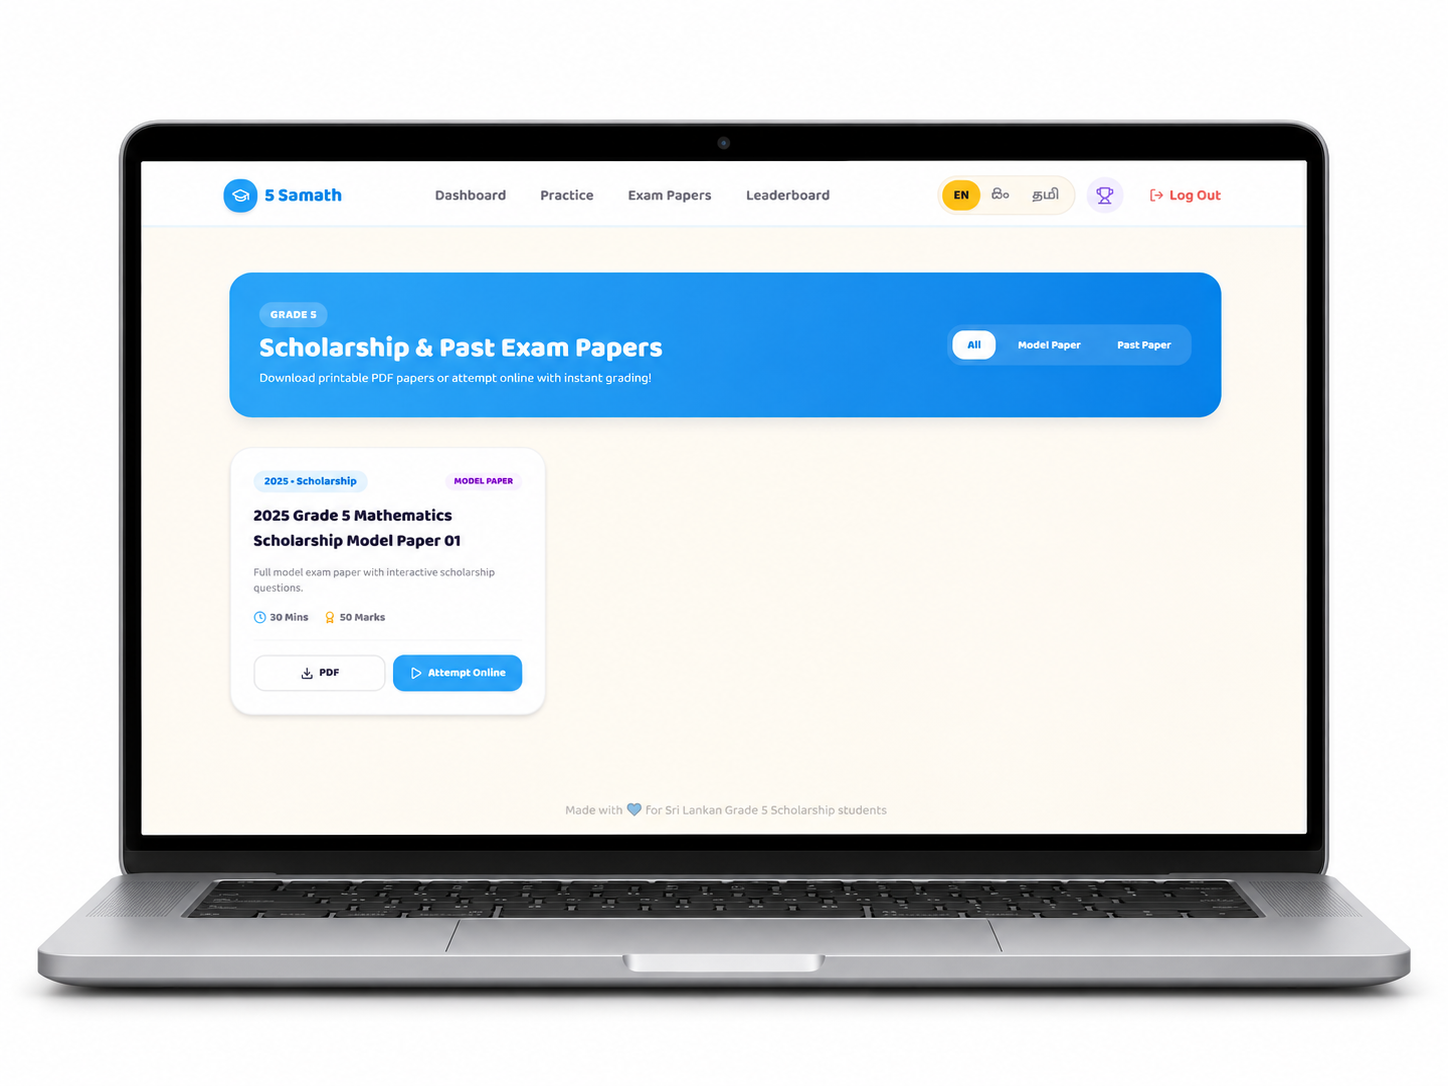 5 Samath
Dashboard
Practice
Exam Papers
Leaderboard
EN
සිං
தமி
Log Out
GRADE 5
Scholarship & Past Exam Papers
Download printable PDF papers or attempt online with instant grading!
All
Model Paper
Past Paper
2025 • Scholarship
MODEL PAPER
2025 Grade 5 Mathematics
Scholarship Model Paper 01
Full model exam paper with interactive scholarship
questions.
30 Mins
50 Marks
PDF
Attempt Online
Made with 💙 for Sri Lankan Grade 5 Scholarship students